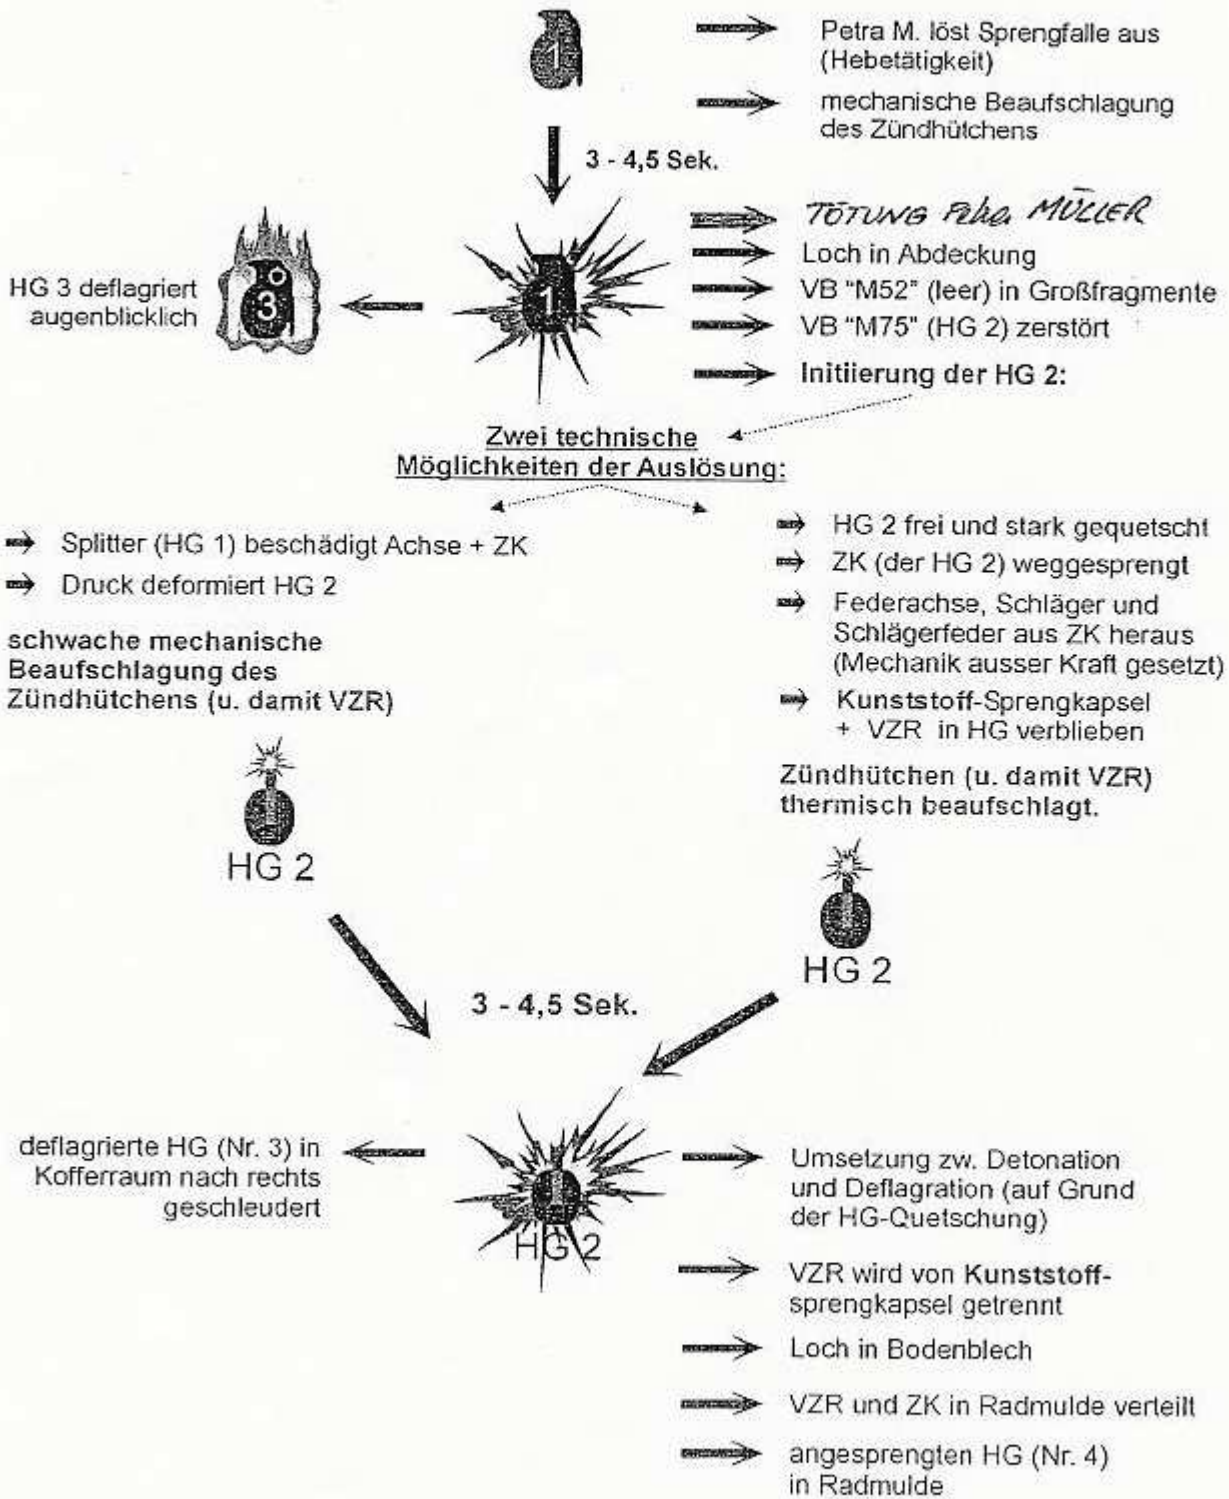 1
Petra M. löst Sprengfalle aus
(Hebetätigkeit)
mechanische Beaufschlagung
des Zündhütchens
3 - 4,5 Sek.
TÖTUNG Petra MÜLLER
Loch in Abdeckung
VB "M52" (leer) in Großfragmente
VB "M75" (HG 2) zerstört
Initiierung der HG 2:
1
HG 3 deflagriert
augenblicklich
3
Zwei technische
Möglichkeiten der Auslösung:
Splitter (HG 1) beschädigt Achse + ZK
Druck deformiert HG 2
schwache mechanische
Beaufschlagung des
Zündhütchens (u. damit VZR)
HG 2
HG 2 frei und stark gequetscht
ZK (der HG 2) weggesprengt
Federachse, Schläger und
Schlägerfeder aus ZK heraus
(Mechanik ausser Kraft gesetzt)
Kunststoff-Sprengkapsel
+ VZR in HG verblieben
Zündhütchen (u. damit VZR)
thermisch beaufschlagt.
HG 2
3 - 4,5 Sek.
deflagrierte HG (Nr. 3) in
Kofferraum nach rechts
geschleudert
HG 2
Umsetzung zw. Detonation
und Deflagration (auf Grund
der HG-Quetschung)
VZR wird von Kunststoff-
sprengkapsel getrennt
Loch in Bodenblech
VZR und ZK in Radmulde verteilt
angesprengten HG (Nr. 4)
in Radmulde